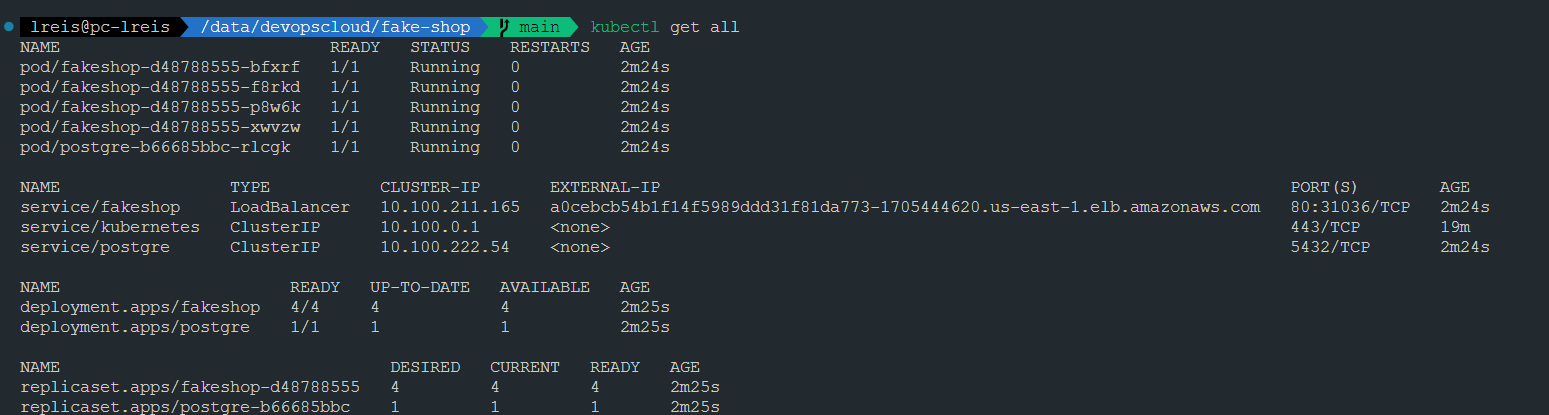 lreis@pc-lreis /data/devopscloud/fake-shop main kubectl get all
NAME READY STATUS RESTARTS AGE
pod/fakeshop-d48788555-bfxrf 1/1 Running 0 2m24s
pod/fakeshop-d48788555-f8rkd 1/1 Running 0 2m24s
pod/fakeshop-d48788555-p8w6k 1/1 Running 0 2m24s
pod/fakeshop-d48788555-xwvzw 1/1 Running 0 2m24s
pod/postgre-b66685bbc-rlcgk 1/1 Running 0 2m24s
NAME TYPE CLUSTER-IP EXTERNAL-IP PORT(S) AGE
service/fakeshop LoadBalancer 10.100.211.165 a0cebcb54b1f14f5989ddd31f81da773-1705444620.us-east-1.elb.amazonaws.com 80:31036/TCP 2m24s
service/kubernetes ClusterIP 10.100.0.1 <none> 443/TCP 19m
service/postgre ClusterIP 10.100.222.54 <none> 5432/TCP 2m24s
NAME READY UP-TO-DATE AVAILABLE AGE
deployment.apps/fakeshop 4/4 4 4 2m25s
deployment.apps/postgre 1/1 1 1 2m25s
NAME DESIRED CURRENT READY AGE
replicaset.apps/fakeshop-d48788555 4 4 4 2m25s
replicaset.apps/postgre-b66685bbc 1 1 1 2m25s